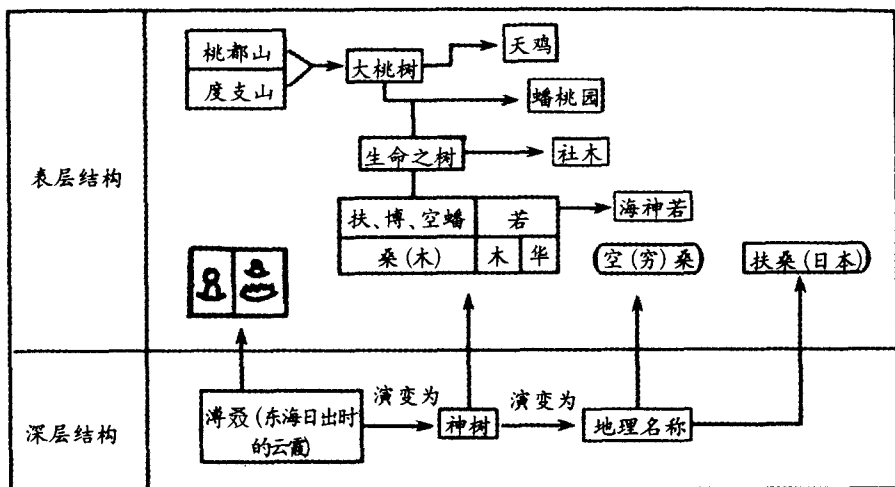 桃都山
度支山
大桃树
天鸡
蟠桃园
生命之树
社木
表层结构
扶、博、空蟠
若
海神若
桑(木)
木
华
空(穷)桑
扶桑(日本)
深层结构
(东海日出时
的云霞)
演变为
神树
演变为
地理名称